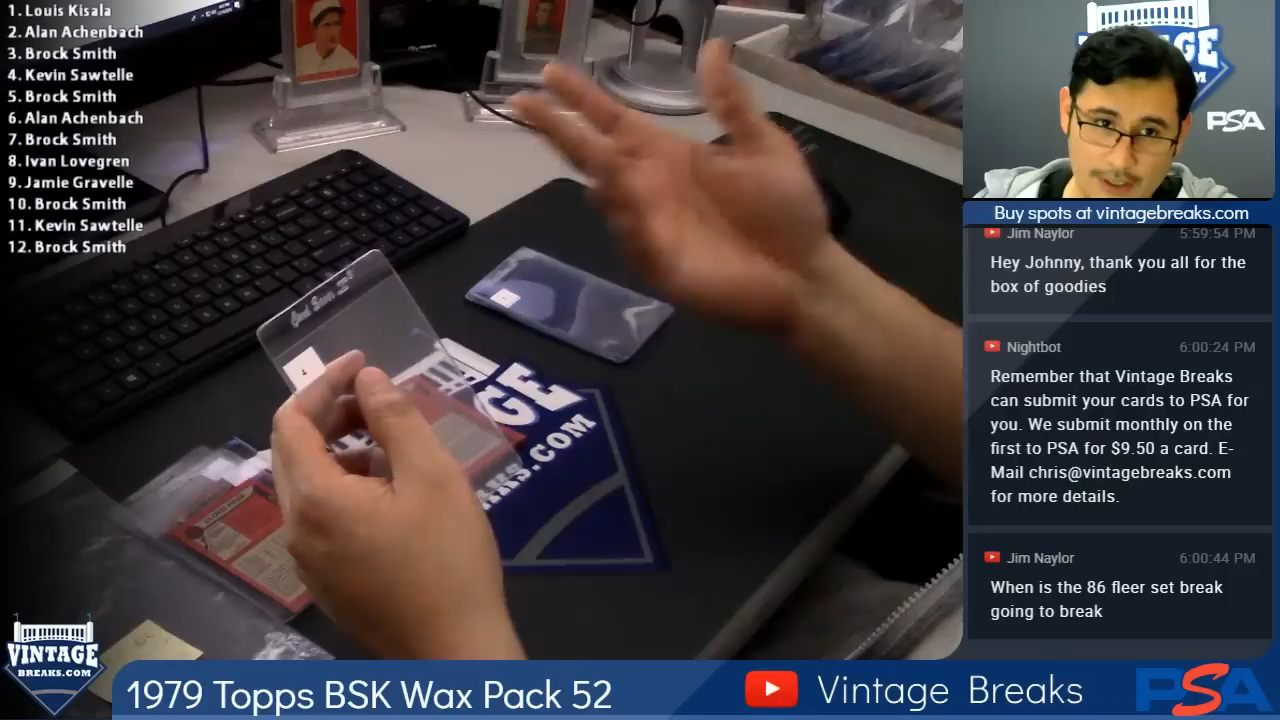 1. Louis Kisala
2. Alan Achenbach
3. Brock Smith
4. Kevin Sawtelle
5. Brock Smith
6. Alan Achenbach
7. Brock Smith
8. Ivan Lovegren
9. Jamie Gravelle
10. Brock Smith
11. Kevin Sawtelle
12. Brock Smith
VINTAGE
.COM
PSA
Buy spots at vintagebreaks.com
Jim Naylor 5:59:54 PM
Hey Johnny, thank you all for the
box of goodies
Nightbot 6:00:24 PM
Remember that Vintage Breaks
can submit your cards to PSA for
you. We submit monthly on the
first to PSA for $9.50 a card. E-
Mail chris@vintagebreaks.com
for more details.
Jim Naylor 6:00:44 PM
When is the 86 fleer set break
going to break
GE
KS.COM
VINTAGE
BREAKS.COM
1979 Topps BSK Wax Pack 52
Vintage Breaks
PSA